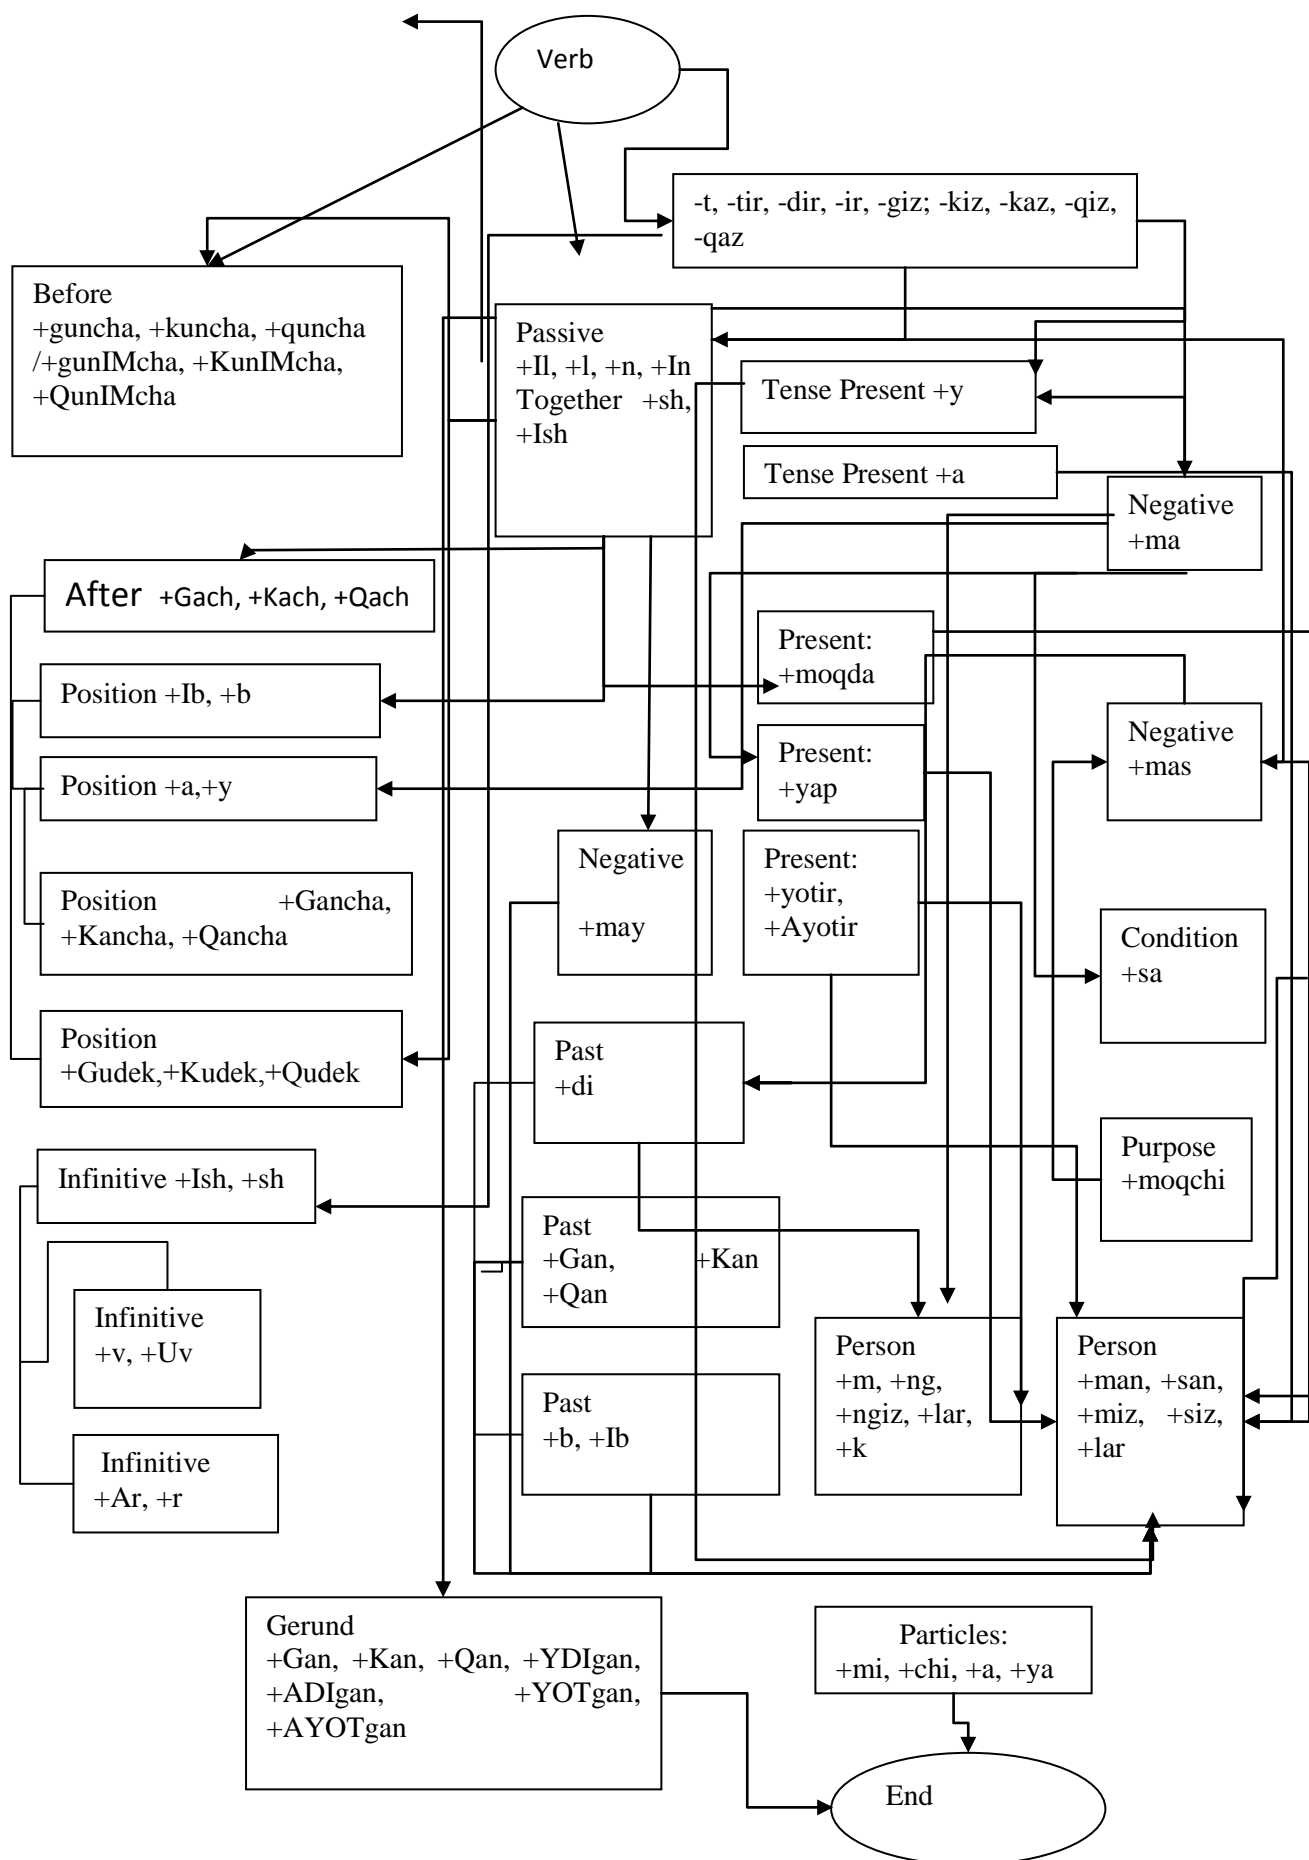 Verb
-t, -tir, -dir, -ir, -giz; -kiz, -kaz, -qiz,
-qaz
Before
+guncha, +kuncha, +quncha
/+gunIMcha, +KunIMcha,
+QunIMcha
Passive
+Il, +l, +n, +In
Together +sh,
+Ish
Tense Present +y
Tense Present +a
Negative
+ma
After +Gach, +Kach, +Qach
Present:
+moqda
Position +Ib, +b
Negative
+mas
Present:
+yap
Position +a,+y
Negative
+may
Present:
+yotir,
+Ayotir
Position +Gancha,
+Kancha, +Qancha
Condition
+sa
Position
+Gudek,+Kudek,+Qudek
Past
+di
Purpose
+moqchi
Infinitive +Ish, +sh
Past
+Gan, +Kan
+Qan
Infinitive
+v, +Uv
Person
+m, +ng,
+ngiz, +lar,
+k
Person
+man, +san,
+miz, +siz,
+lar
Past
+b, +Ib
Infinitive
+Ar, +r
Gerund
+Gan, +Kan, +Qan, +YDIgan,
+ADIgan, +YOTgan,
+AYOTgan
Particles:
+mi, +chi, +a, +ya
End